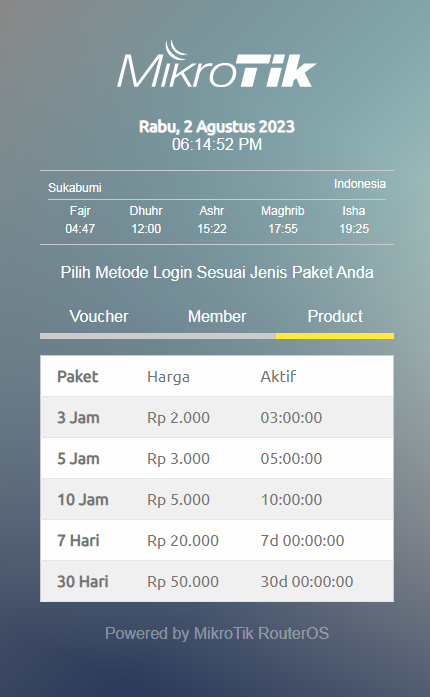 MikroTik
Rabu, 2 Agustus 2023
06:14:52 PM
Sukabumi Indonesia
Fajr Dhuhr Ashr Maghrib Isha
04:47 12:00 15:22 17:55 19:25
Pilih Metode Login Sesuai Jenis Paket Anda
Voucher Member Product
Paket Harga Aktif
3 Jam Rp 2.000 03:00:00
5 Jam Rp 3.000 05:00:00
10 Jam Rp 5.000 10:00:00
7 Hari Rp 20.000 7d 00:00:00
30 Hari Rp 50.000 30d 00:00:00
Powered by MikroTik RouterOS